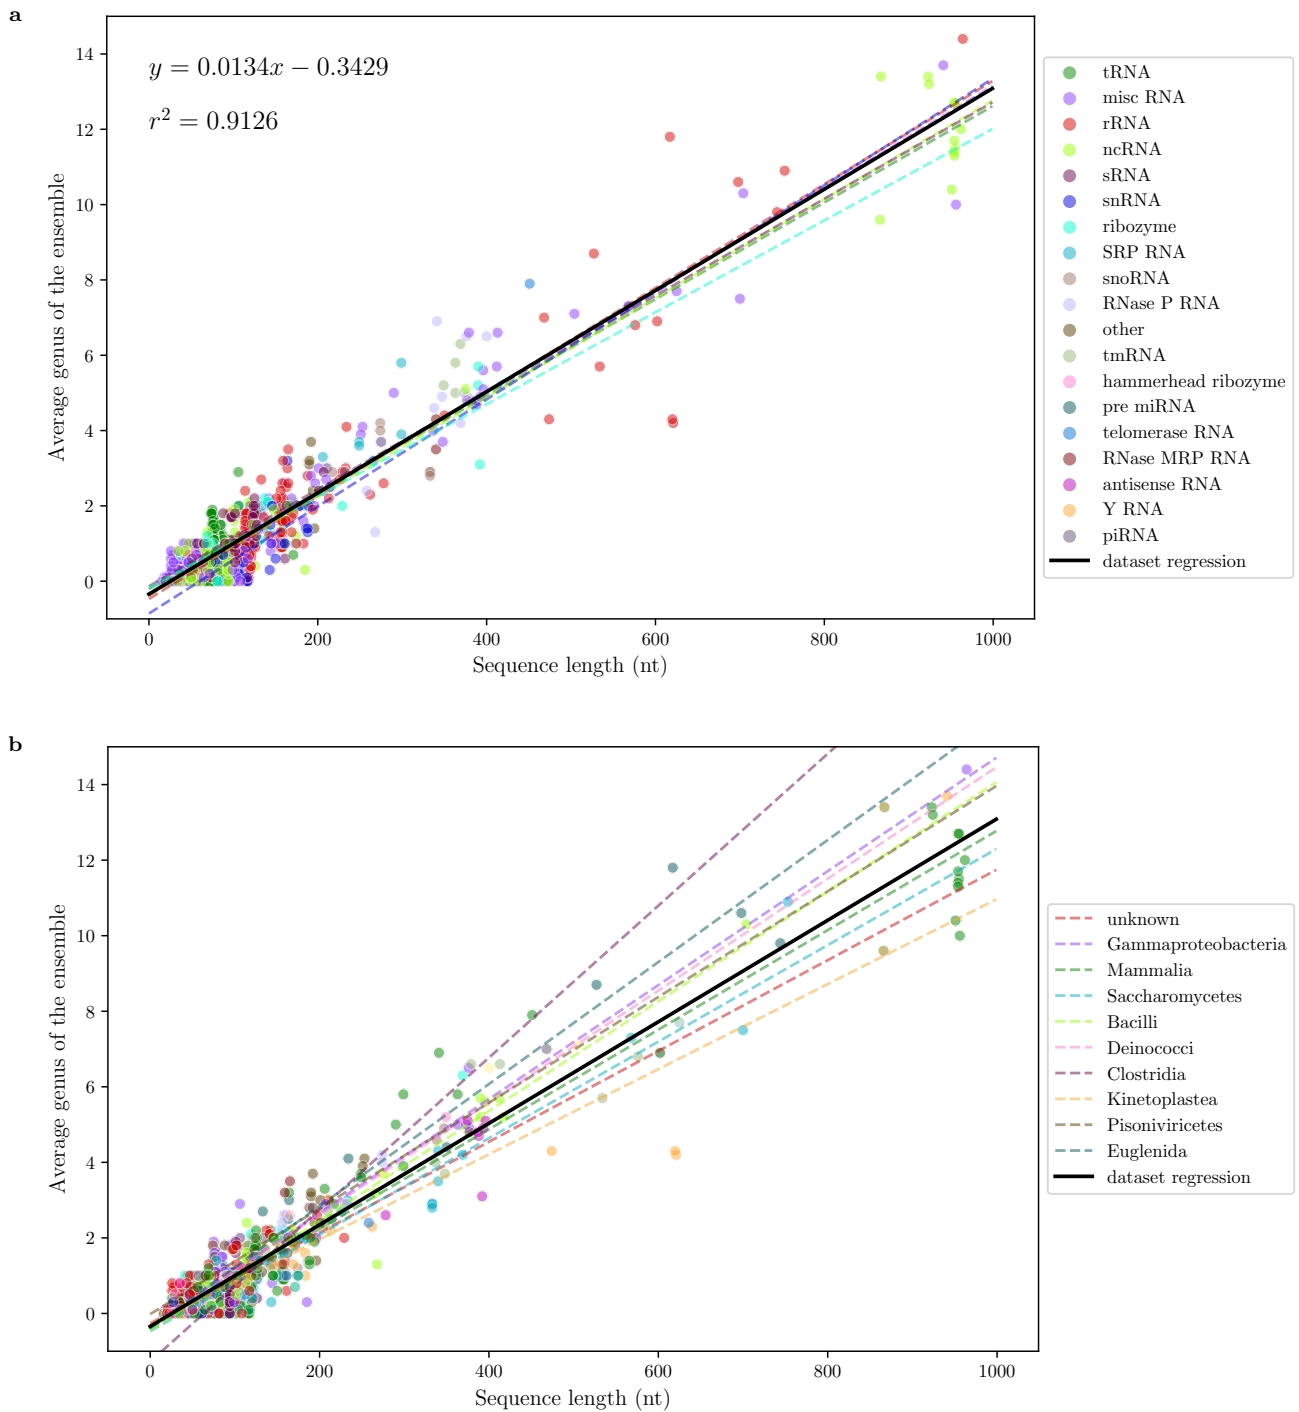 a
y = 0.0134x − 0.3429
r² = 0.9126
14
12
10
8
6
4
2
0
Average genus of the ensemble
0 200 400 600 800 1000
Sequence length (nt)
tRNA
misc RNA
rRNA
ncRNA
sRNA
snRNA
ribozyme
SRP RNA
snoRNA
RNase P RNA
other
tmRNA
hammerhead ribozyme
pre miRNA
telomerase RNA
RNase MRP RNA
antisense RNA
Y RNA
piRNA
dataset regression
b
14
12
10
8
6
4
2
0
Average genus of the ensemble
0 200 400 600 800 1000
Sequence length (nt)
unknown
Gammaproteobacteria
Mammalia
Saccharomycetes
Bacilli
Deinococci
Clostridia
Kinetoplastea
Pisoniviricetes
Euglenida
dataset regression